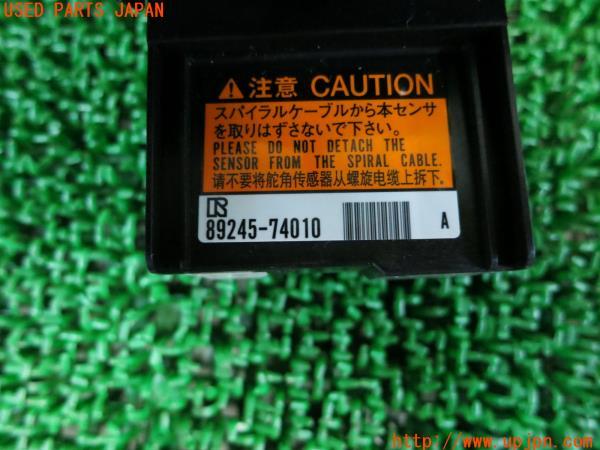 USED PARTS JAPAN
注意 CAUTION
スパイラルケーブルから本センサ
を取りはずさないで下さい。
PLEASE DO NOT DETACH THE
SENSOR FROM THE SPIRAL CABLE.
请不要将舵角传感器从螺旋电缆上拆下.
89245-74010 A
http://www.upjpn.com